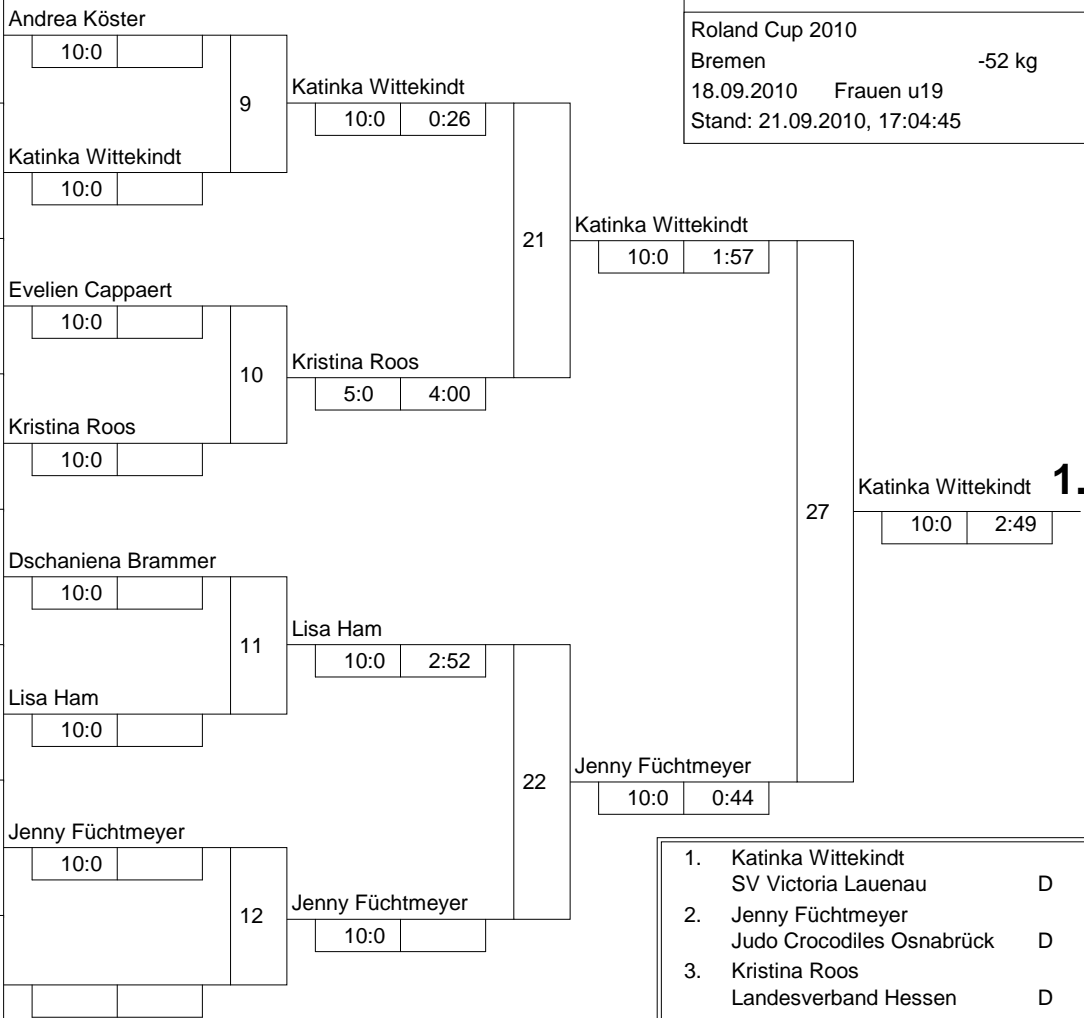 Roland Cup 2010
Bremen -52 kg
18.09.2010 Frauen u19
Stand: 21.09.2010, 17:04:45
Andrea Köster
10:0
9
Katinka Wittekindt
10:0 0:26
Katinka Wittekindt
10:0
21
Katinka Wittekindt
10:0 1:57
Evelien Cappaert
10:0
10
Kristina Roos
5:0 4:00
Kristina Roos
10:0
27
Katinka Wittekindt 1.
10:0 2:49
Dschaniena Brammer
10:0
11
Lisa Ham
10:0 2:52
Lisa Ham
10:0
22
Jenny Füchtmeyer
10:0 0:44
Jenny Füchtmeyer
10:0
12
Jenny Füchtmeyer
10:0
1. Katinka Wittekindt
SV Victoria Lauenau D
2. Jenny Füchtmeyer
Judo Crocodiles Osnabrück D
3. Kristina Roos
Landesverband Hessen D